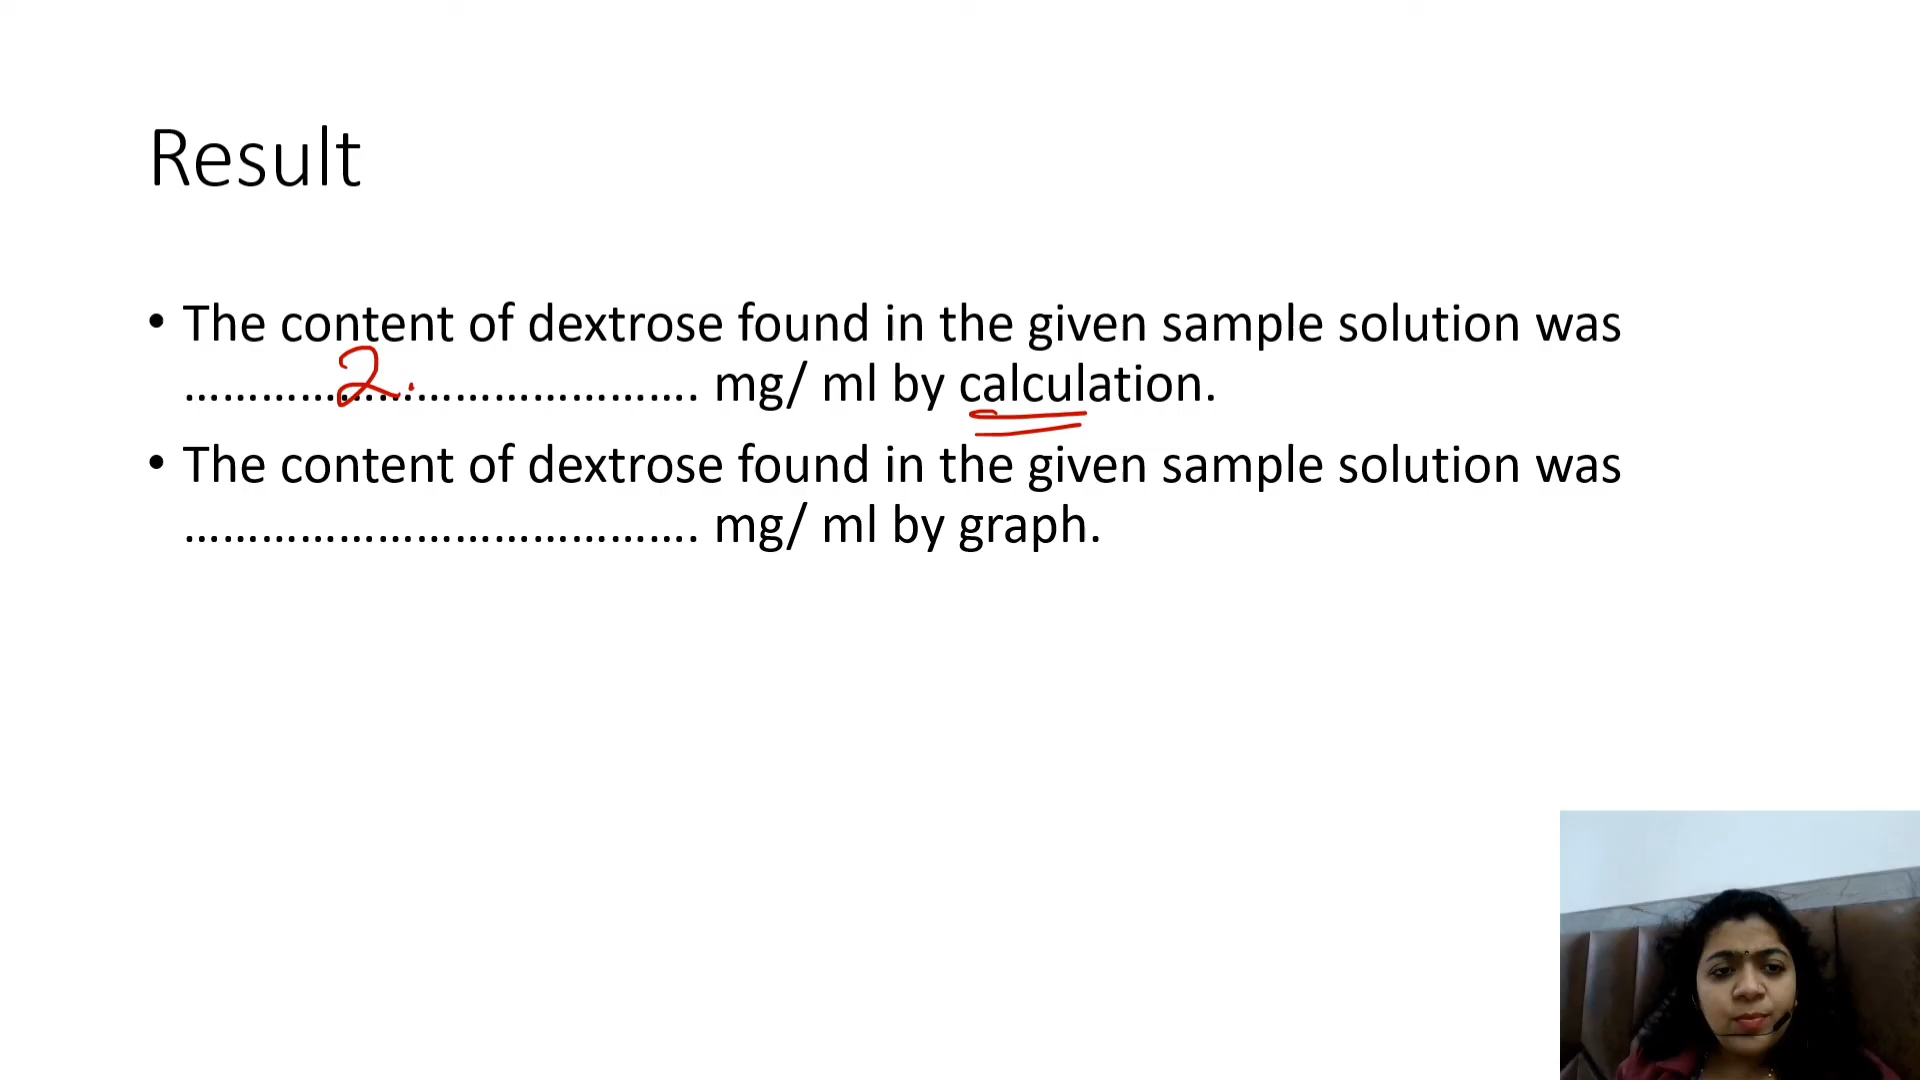 Result
• The content of dextrose found in the given sample solution was
……………2.…………………. mg/ ml by calculation.
• The content of dextrose found in the given sample solution was
…………………………………. mg/ ml by graph.